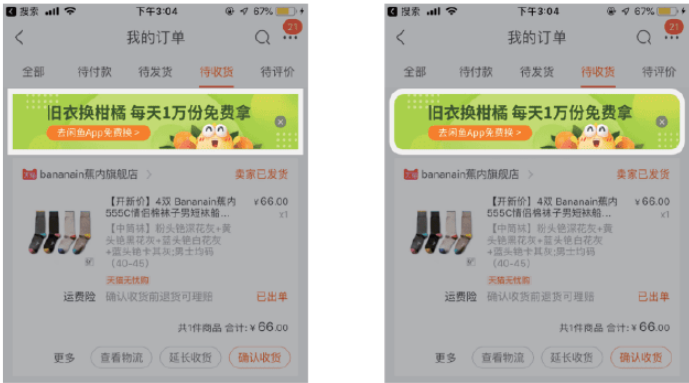 搜索 下午3:04 67%
我的订单 21
全部 待付款 待发货 待收货 待评价
旧衣换柑橘 每天1万份免费拿
去闲鱼App免费换 >
bananain蕉内旗舰店 > 卖家已发货
【开新价】4双 Bananain蕉内 ¥66.00
555C情侣棉袜子男短袜船... x1
【中筒袜】粉头艳深花灰+黄
头艳黑花灰+蓝头艳白花灰
+蓝头艳卡其灰;男士均码
(40-45)
天猫无忧购
运费险 确认收货前退货可理赔 已出单
共1件商品 合计: ¥66.00
更多 查看物流 延长收货 确认收货
搜索 下午3:04 67%
我的订单 21
全部 待付款 待发货 待收货 待评价
旧衣换柑橘 每天1万份免费拿
去闲鱼App免费换 >
bananain蕉内旗舰店 > 卖家已发货
【开新价】4双 Bananain蕉内 ¥66.00
555C情侣棉袜子男短袜船... x1
【中筒袜】粉头艳深花灰+黄
头艳黑花灰+蓝头艳白花灰
+蓝头艳卡其灰;男士均码
(40-45)
天猫无忧购
运费险 确认收货前退货可理赔 已出单
共1件商品 合计: ¥66.00
更多 查看物流 延长收货 确认收货